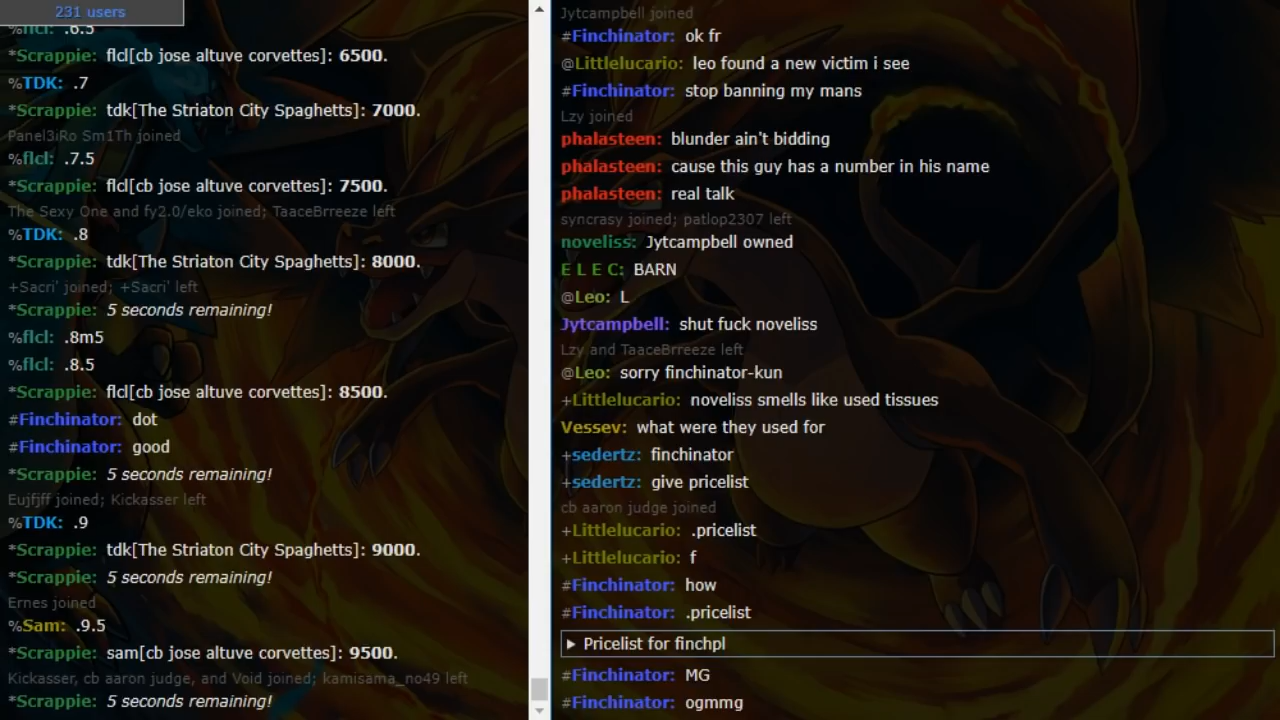 231 users
%flcl: .6.5
*Scrappie: flcl[cb jose altuve corvettes]: 6500.
%TDK: .7
*Scrappie: tdk[The Striaton City Spaghetts]: 7000.
Panel3iRo Sm1Th joined
%flcl: .7.5
*Scrappie: flcl[cb jose altuve corvettes]: 7500.
The Sexy One and fy2.0/eko joined; TaaceBrreeze left
%TDK: .8
*Scrappie: tdk[The Striaton City Spaghetts]: 8000.
+Sacri' joined; +Sacri' left
*Scrappie: 5 seconds remaining!
%flcl: .8m5
%flcl: .8.5
*Scrappie: flcl[cb jose altuve corvettes]: 8500.
#Finchinator: dot
#Finchinator: good
*Scrappie: 5 seconds remaining!
Eujfjff joined; Kickasser left
%TDK: .9
*Scrappie: tdk[The Striaton City Spaghetts]: 9000.
*Scrappie: 5 seconds remaining!
Ernes joined
%Sam: .9.5
*Scrappie: sam[cb jose altuve corvettes]: 9500.
Kickasser, cb aaron judge, and Void joined; kamisama_no49 left
*Scrappie: 5 seconds remaining!
Jytcampbell joined
#Finchinator: ok fr
@Littlelucario: leo found a new victim i see
#Finchinator: stop banning my mans
Lzy joined
phalasteen: blunder ain't bidding
phalasteen: cause this guy has a number in his name
phalasteen: real talk
syncrasy joined; patlop2307 left
noveliss: Jytcampbell owned
E L E C: BARN
@Leo: L
Jytcampbell: shut fuck noveliss
Lzy and TaaceBrreeze left
@Leo: sorry finchinator-kun
+Littlelucario: noveliss smells like used tissues
Vessev: what were they used for
+sedertz: finchinator
+sedertz: give pricelist
cb aaron judge joined
+Littlelucario: .pricelist
+Littlelucario: f
#Finchinator: how
#Finchinator: .pricelist
Pricelist for finchpl
#Finchinator: MG
#Finchinator: ogmmg